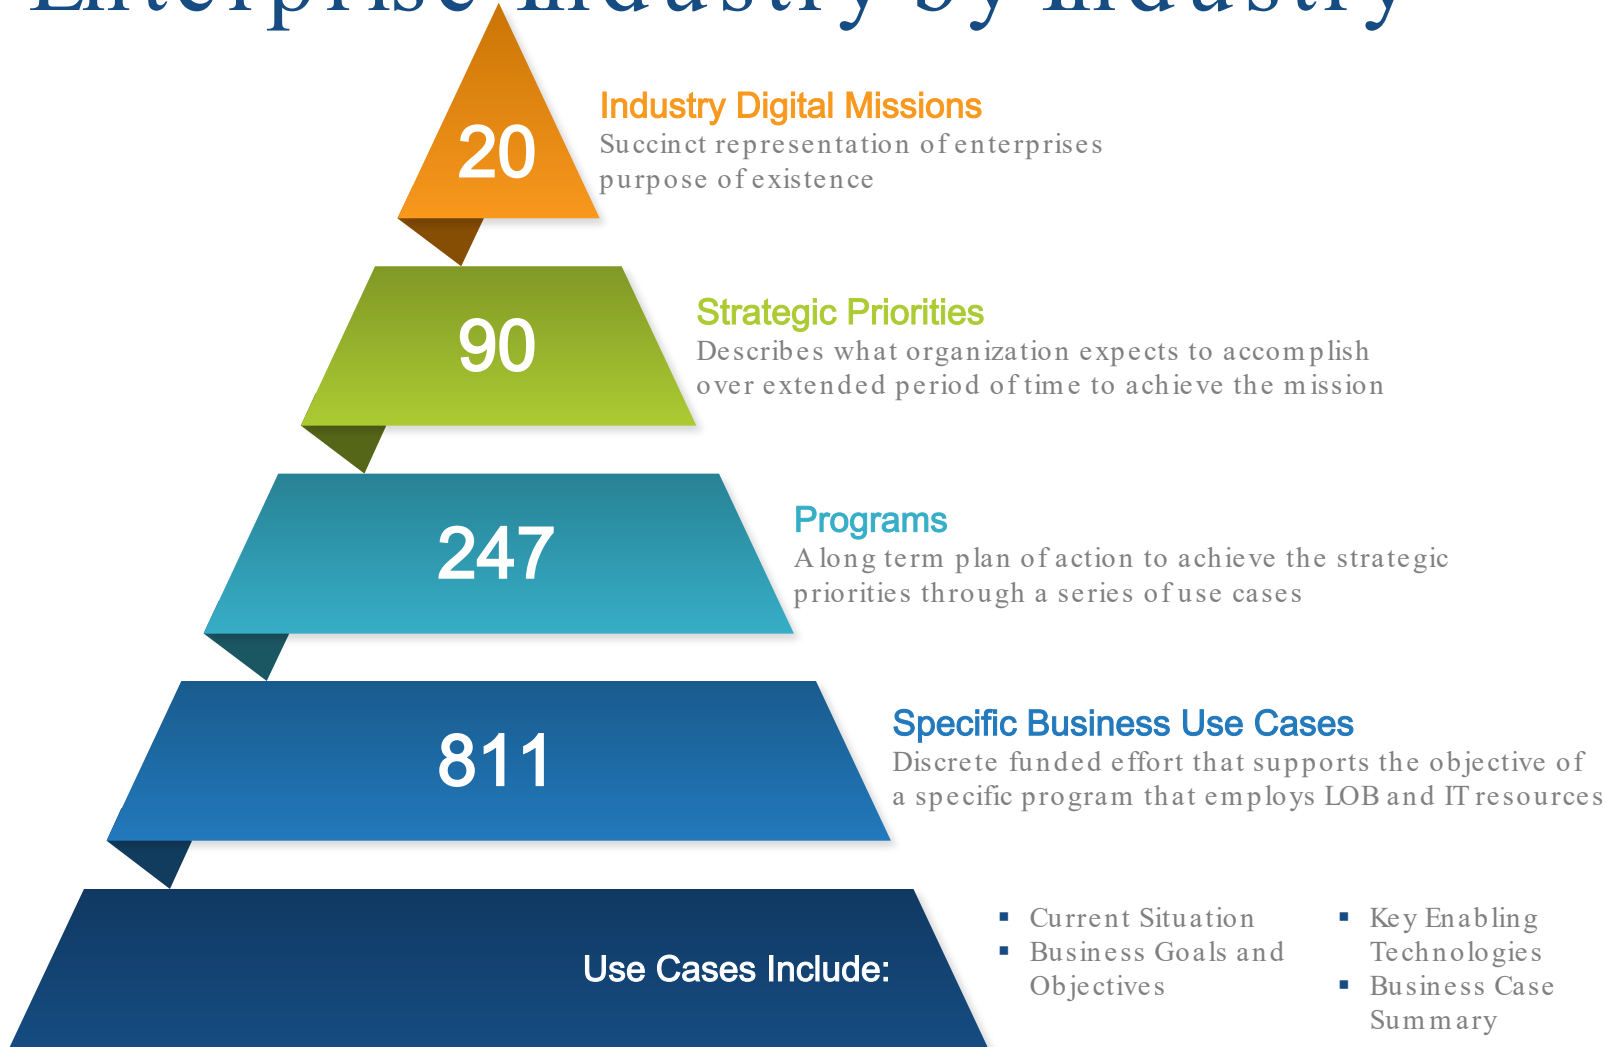 Enterprise Industry by Industry
20
Industry Digital Missions
Succinct representation of enterprises
purpose of existence
90
Strategic Priorities
Describes what organization expects to accomplish
over extended period of time to achieve the mission
247
Programs
A long term plan of action to achieve the strategic
priorities through a series of use cases
811
Specific Business Use Cases
Discrete funded effort that supports the objective of
a specific program that employs LOB and IT resources
Use Cases Include:
▪ Current Situation
▪ Business Goals and
Objectives
▪ Key Enabling
Technologies
▪ Business Case
Summary